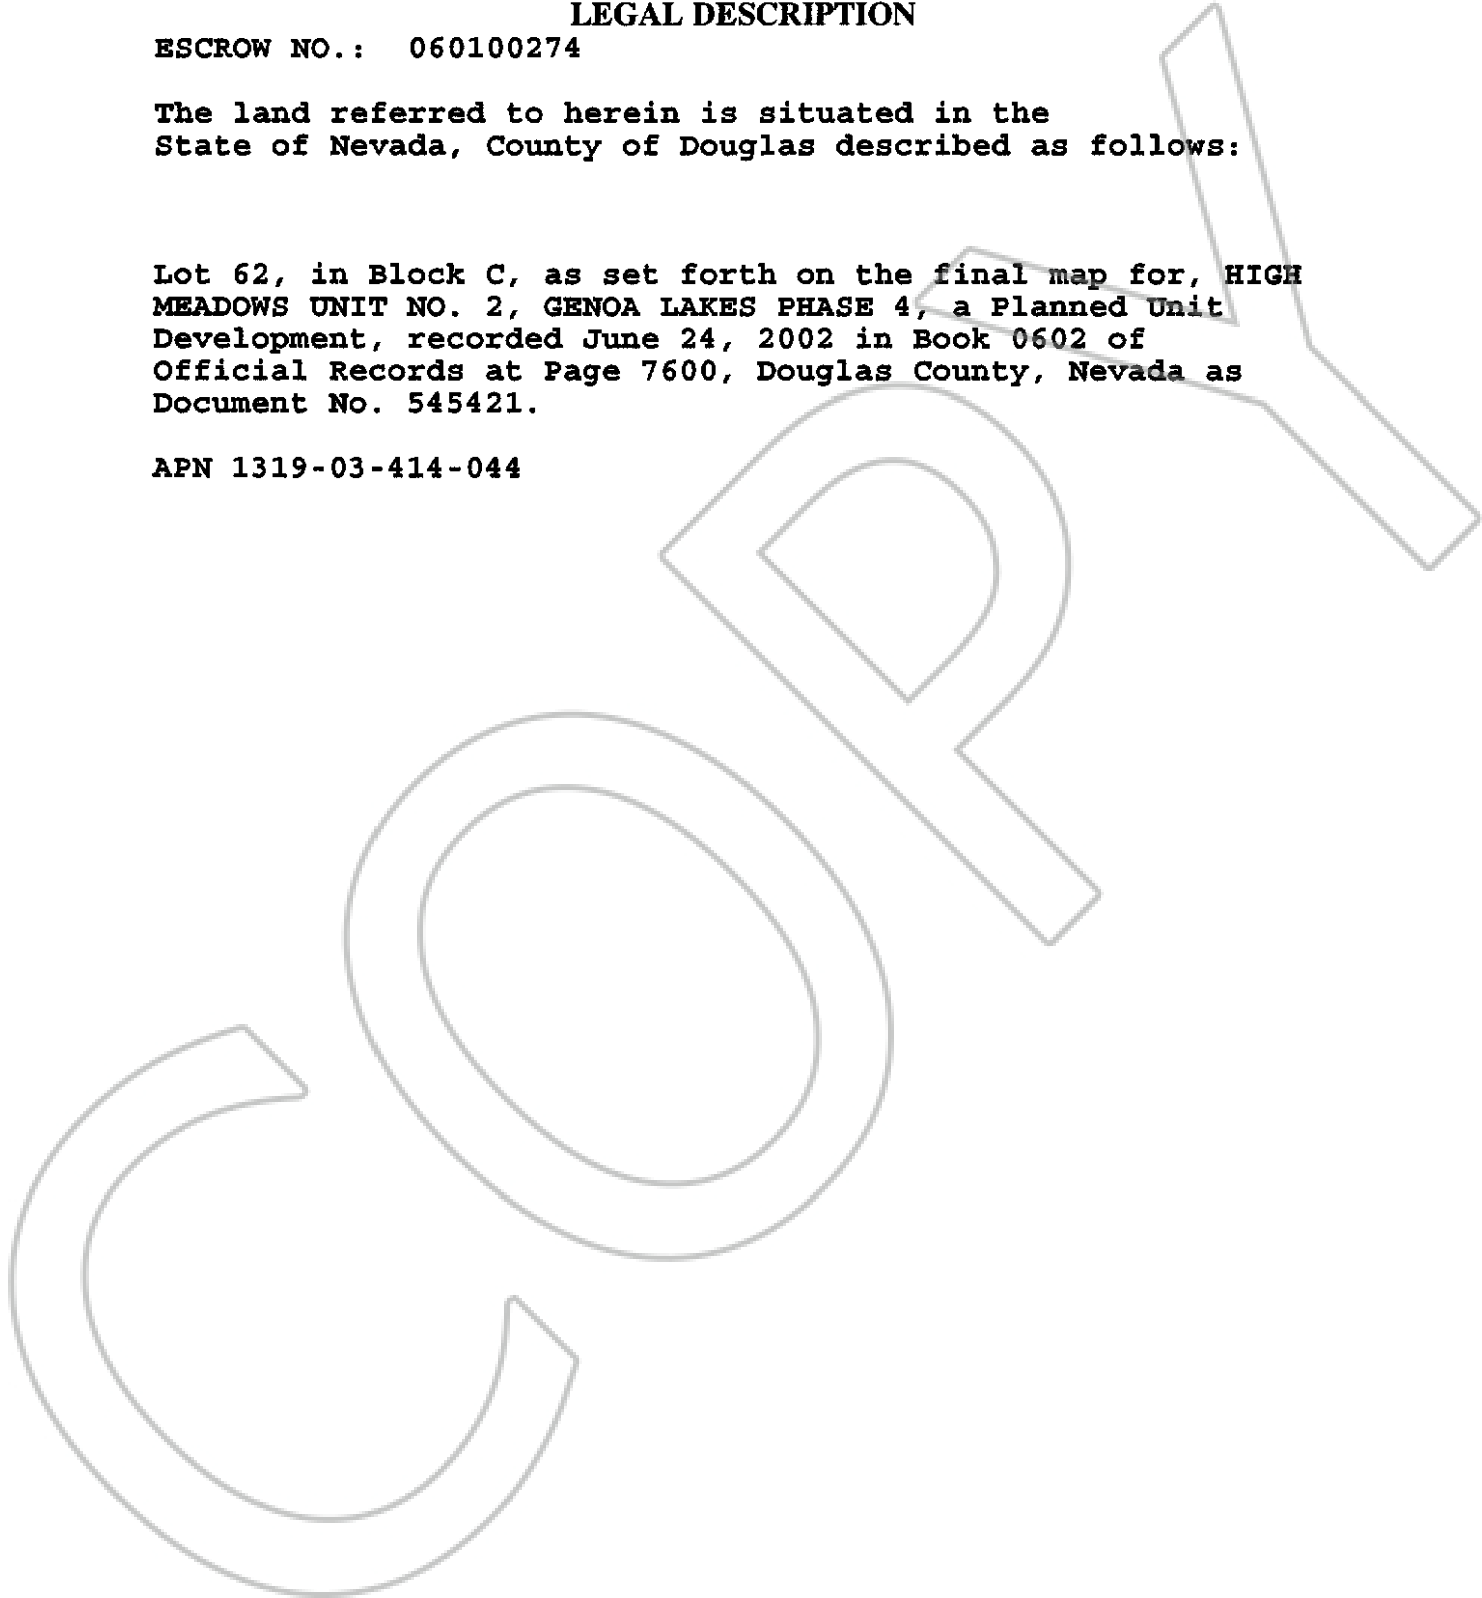 LEGAL DESCRIPTION
ESCROW NO.: 060100274
The land referred to herein is situated in the
State of Nevada, County of Douglas described as follows:
Lot 62, in Block C, as set forth on the final map for, HIGH
MEADOWS UNIT NO. 2, GENOA LAKES PHASE 4, a Planned Unit
Development, recorded June 24, 2002 in Book 0602 of
Official Records at Page 7600, Douglas County, Nevada as
Document No. 545421.
APN 1319-03-414-044
COPY